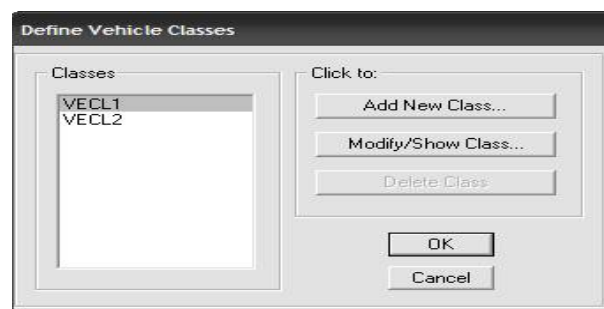 Define Vehicle Classes
Classes
VECL1
VECL2
Click to:
Add New Class...
Modify/Show Class...
Delete Class
OK
Cancel